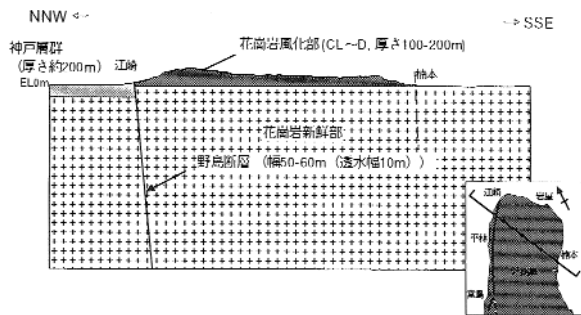 NNW
SSE
神戸層群
(厚さ約200m)
江崎
花崗岩風化部(CL～D, 厚さ100-200m)
楠本
EL0m
花崗岩新鮮部
野島断層 (幅50-60m(透水幅10m))
江崎
岩屋
平林
楠本
富島